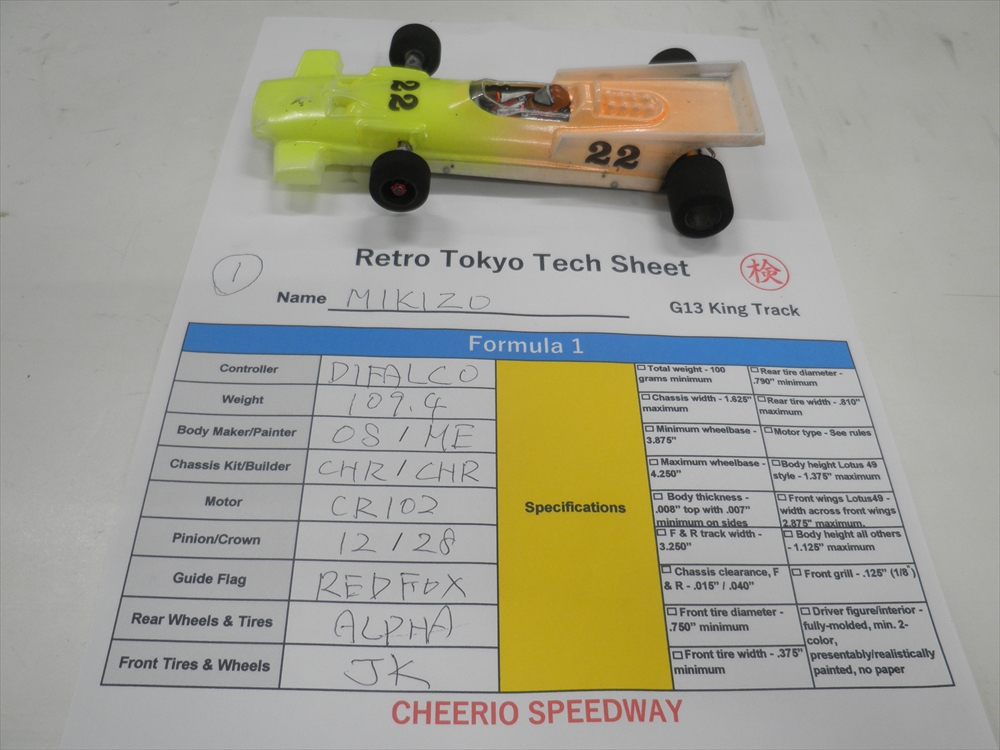 22
22
Retro Tokyo Tech Sheet
検
1
Name MIKIZO
G13 King Track
Formula 1
Controller DIFALCO
Weight 109.4
Body Maker/Painter OS / ME
Chassis Kit/Builder CHR / CHR
Motor CR102
Pinion/Crown 12 / 28
Guide Flag REDFOX
Rear Wheels & Tires ALPHA
Front Tires & Wheels JK
Specifications
Total weight - 100
grams minimum
Rear tire diameter -
.790" minimum
Chassis width - 1.625"
maximum
Rear tire width - .810"
maximum
Minimum wheelbase -
3.875"
Motor type - See rules
Maximum wheelbase -
4.250"
Body height Lotus 49
style - 1.375" maximum
Body thickness -
.008" top with .007"
minimum on sides
Front wings Lotus49 -
width across front wings
2.875" maximum.
F & R track width -
3.250"
Body height all others
- 1.125" maximum
Chassis clearance, F
& R - .015" / .040"
Front grill - .125" (1/8")
Front tire diameter -
.750" minimum
Driver figure/interior -
fully-molded, min. 2-
color,
presentably/realistically
painted, no paper
Front tire width - .375"
minimum
CHEERIO SPEEDWAY